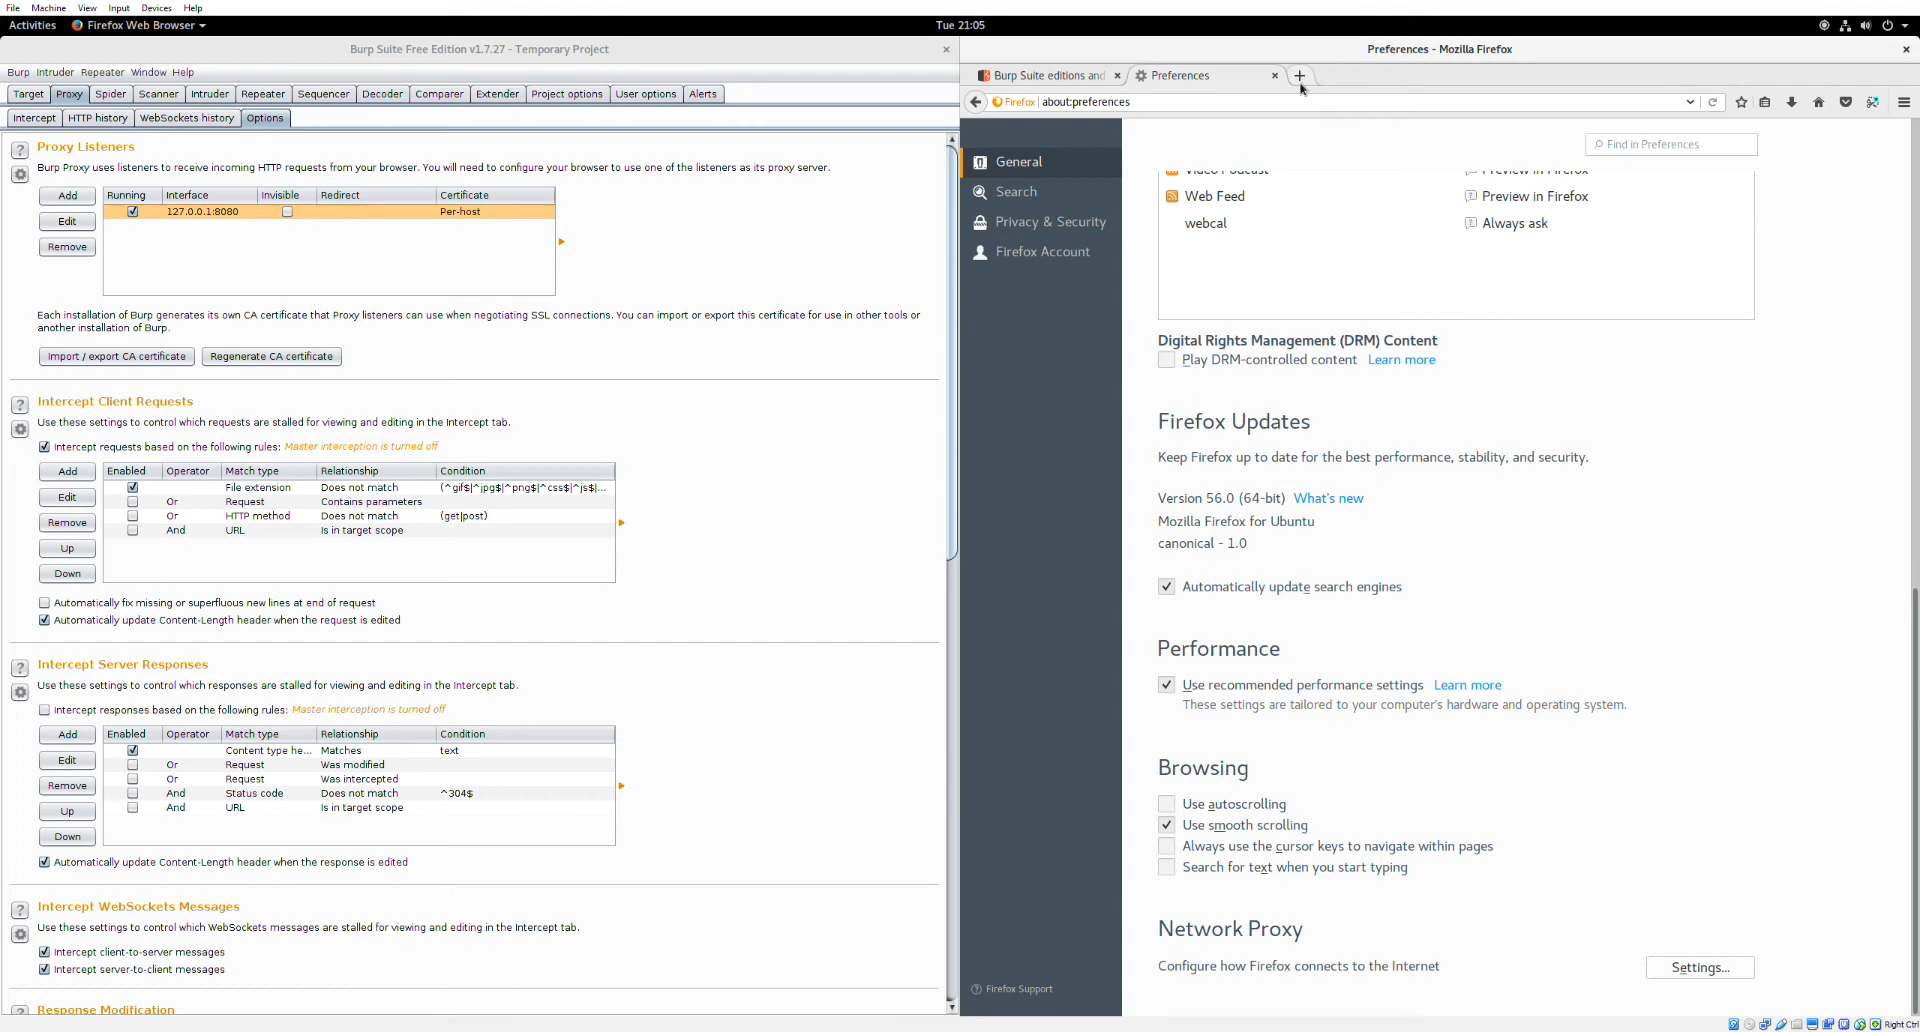 File Machine View Input Devices Help
Activities Firefox Web Browser Tue 21:05
Burp Suite Free Edition v1.7.27 - Temporary Project
Burp Intruder Repeater Window Help
Target Proxy Spider Scanner Intruder Repeater Sequencer Decoder Comparer Extender Project options User options Alerts
Intercept HTTP history WebSockets history Options
Proxy Listeners
Burp Proxy uses listeners to receive incoming HTTP requests from your browser. You will need to configure your browser to use one of the listeners as its proxy server.
Add Running Interface Invisible Redirect Certificate
127.0.0.1:8080 Per-host
Edit
Remove
Each installation of Burp generates its own CA certificate that Proxy listeners can use when negotiating SSL connections. You can import or export this certificate for use in other tools or
another installation of Burp.
Import / export CA certificate Regenerate CA certificate
Intercept Client Requests
Use these settings to control which requests are stalled for viewing and editing in the Intercept tab.
Intercept requests based on the following rules: Master interception is turned off
Add Enabled Operator Match type Relationship Condition
File extension Does not match (^gif$|^jpg$|^png$|^css$|^js$|...
Edit Or Request Contains parameters
Remove Or HTTP method Does not match (get|post)
And URL Is in target scope
Up
Down
Automatically fix missing or superfluous new lines at end of request
Automatically update Content-Length header when the request is edited
Intercept Server Responses
Use these settings to control which responses are stalled for viewing and editing in the Intercept tab.
Intercept responses based on the following rules: Master interception is turned off
Add Enabled Operator Match type Relationship Condition
Content type he... Matches text
Edit Or Request Was modified
Or Request Was intercepted
Remove And Status code Does not match ^304$
And URL Is in target scope
Up
Down
Automatically update Content-Length header when the response is edited
Intercept WebSockets Messages
Use these settings to control which WebSockets messages are stalled for viewing and editing in the Intercept tab.
Intercept client-to-server messages
Intercept server-to-client messages
Response Modification
Preferences - Mozilla Firefox
Burp Suite editions and Preferences
Firefox about:preferences
General
Search
Privacy & Security
Firefox Account
Firefox Support
Find in Preferences
Video Podcast Preview in Firefox
Web Feed Preview in Firefox
webcal Always ask
Digital Rights Management (DRM) Content
Play DRM-controlled content Learn more
Firefox Updates
Keep Firefox up to date for the best performance, stability, and security.
Version 56.0 (64-bit) What's new
Mozilla Firefox for Ubuntu
canonical - 1.0
Automatically update search engines
Performance
Use recommended performance settings Learn more
These settings are tailored to your computer's hardware and operating system.
Browsing
Use autoscrolling
Use smooth scrolling
Always use the cursor keys to navigate within pages
Search for text when you start typing
Network Proxy
Configure how Firefox connects to the Internet Settings...
Right Ctrl